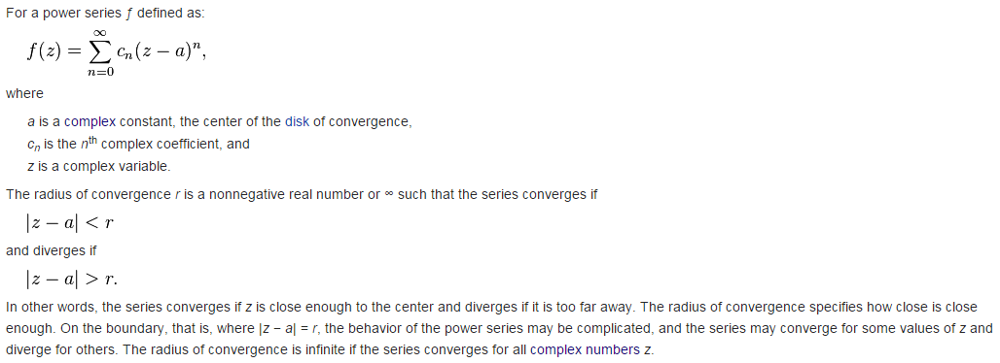 For a power series ƒ defined as:
f(z) = ∑_{n=0}^{∞} c_n(z − a)^n,
where
a is a complex constant, the center of the disk of convergence,
c_n is the n^th complex coefficient, and
z is a complex variable.
The radius of convergence r is a nonnegative real number or ∞ such that the series converges if
|z − a| < r
and diverges if
|z − a| > r.
In other words, the series converges if z is close enough to the center and diverges if it is too far away. The radius of convergence specifies how close is close
enough. On the boundary, that is, where |z − a| = r, the behavior of the power series may be complicated, and the series may converge for some values of z and
diverge for others. The radius of convergence is infinite if the series converges for all complex numbers z.